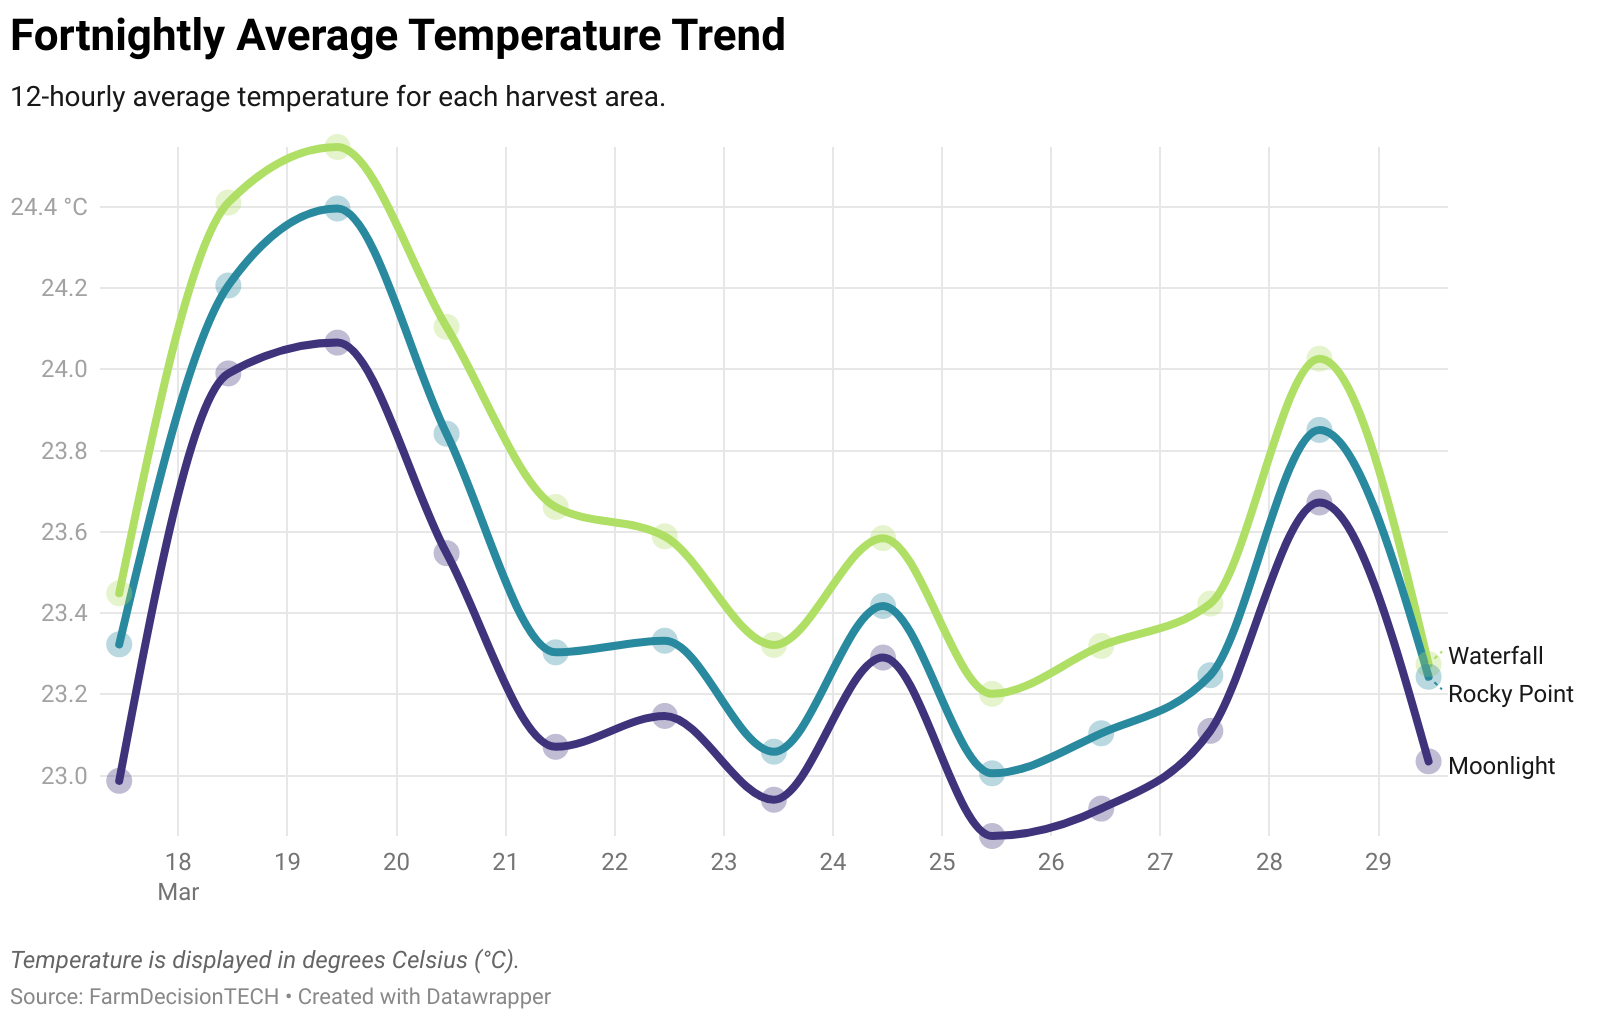 Fortnightly Average Temperature Trend
12-hourly average temperature for each harvest area.
24.4 °C
24.2
24.0
23.8
23.6
23.4
23.2
23.0
Waterfall
Rocky Point
Moonlight
18 19 20 21 22 23 24 25 26 27 28 29
Mar
Temperature is displayed in degrees Celsius (°C).
Source: FarmDecisionTECH • Created with Datawrapper